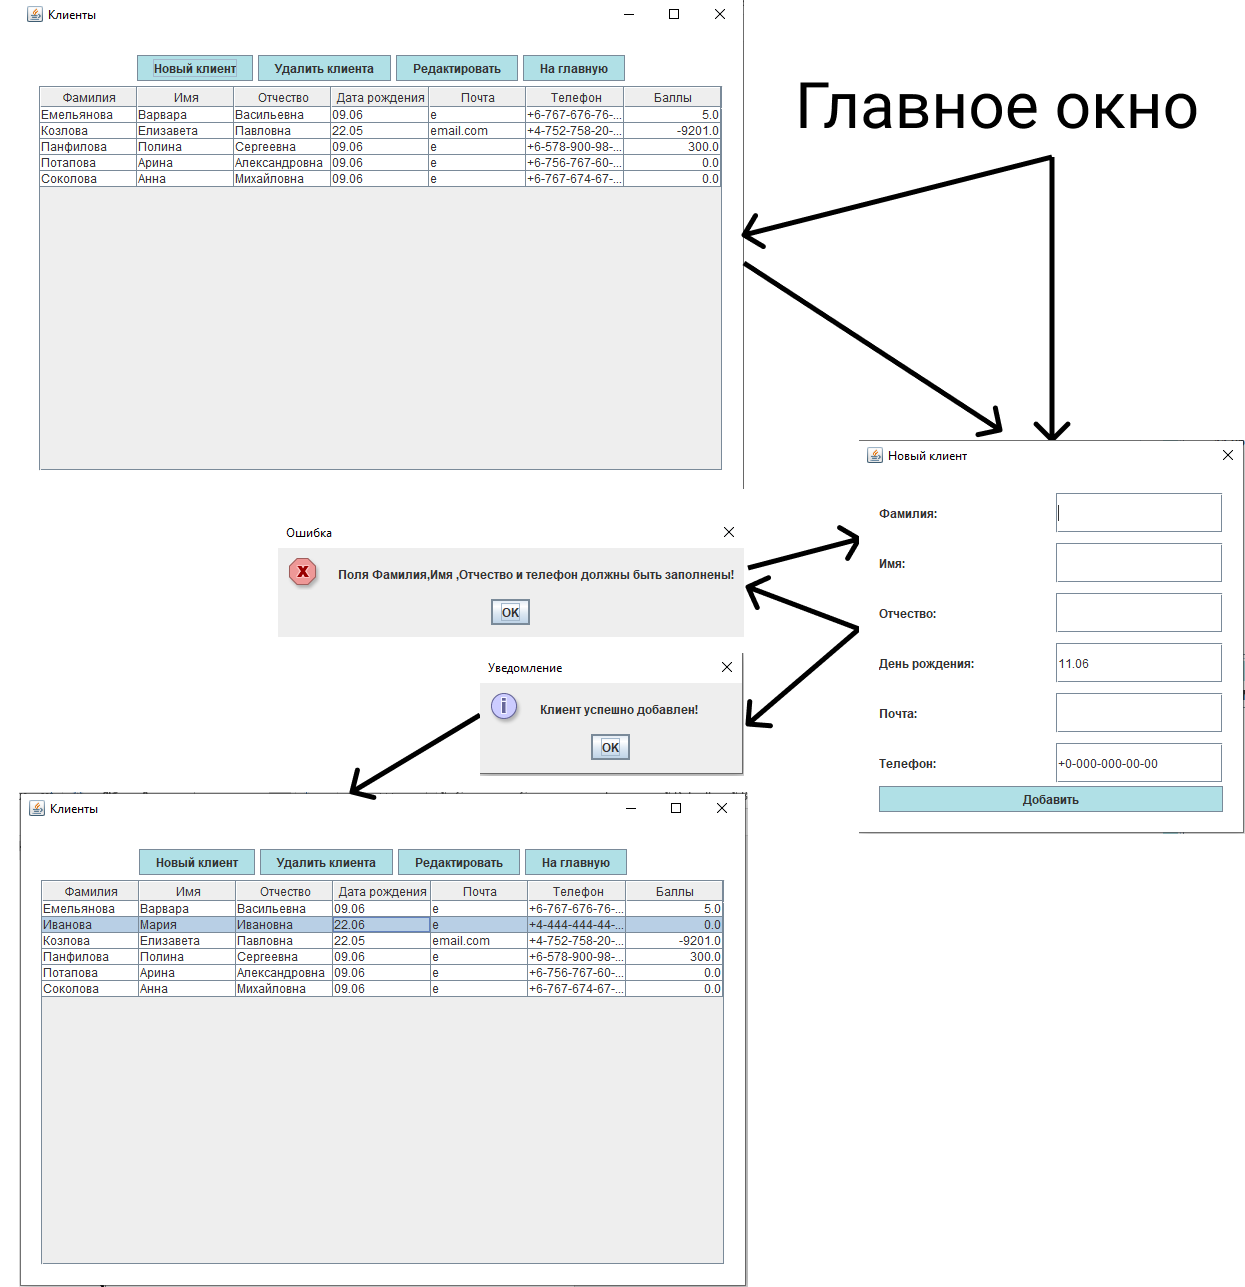 Клиенты
Новый клиент Удалить клиента Редактировать На главную
Фамилия Имя Отчество Дата рождения Почта Телефон Баллы
Емельянова Варвара Васильевна 09.06 e +6-767-676-76-... 5.0
Козлова Елизавета Павловна 22.05 email.com +4-752-758-20-... -9201.0
Панфилова Полина Сергеевна 09.06 e +6-578-900-98-... 300.0
Потапова Арина Александровна 09.06 e +6-756-767-60-... 0.0
Соколова Анна Михайловна 09.06 e +6-767-674-67-... 0.0
Главное окно
Новый клиент
Фамилия:
Имя:
Отчество:
День рождения: 11.06
Почта:
Телефон: +0-000-000-00-00
Добавить
Ошибка
Поля Фамилия,Имя ,Отчество и телефон должны быть заполнены!
OK
Уведомление
Клиент успешно добавлен!
OK
Клиенты
Новый клиент Удалить клиента Редактировать На главную
Фамилия Имя Отчество Дата рождения Почта Телефон Баллы
Емельянова Варвара Васильевна 09.06 e +6-767-676-76-... 5.0
Иванова Мария Ивановна 22.06 e +4-444-444-44-... 0.0
Козлова Елизавета Павловна 22.05 email.com +4-752-758-20-... -9201.0
Панфилова Полина Сергеевна 09.06 e +6-578-900-98-... 300.0
Потапова Арина Александровна 09.06 e +6-756-767-60-... 0.0
Соколова Анна Михайловна 09.06 e +6-767-674-67-... 0.0